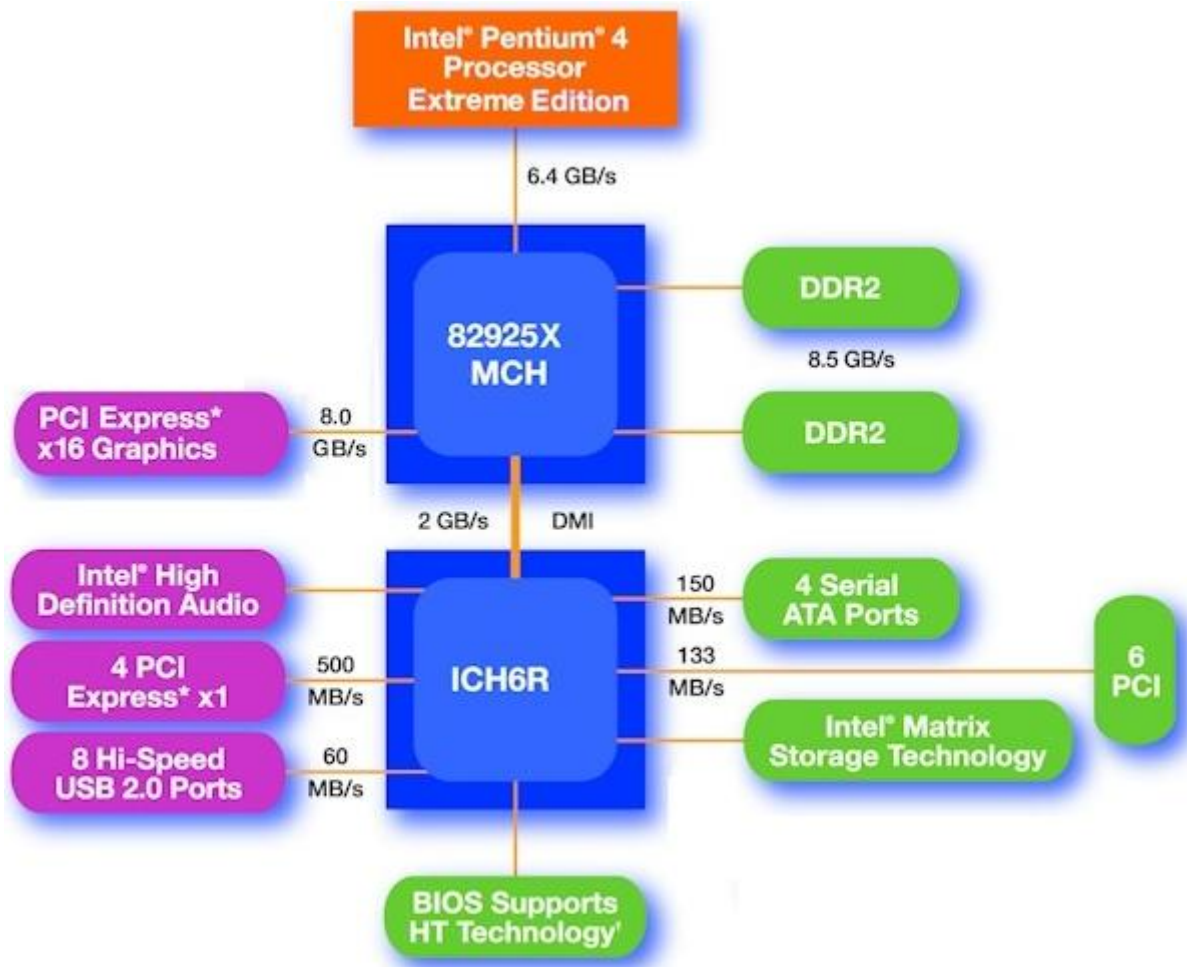 Intel® Pentium® 4
Processor
Extreme Edition
6.4 GB/s
82925X
MCH
DDR2
8.5 GB/s
DDR2
PCI Express*
x16 Graphics
8.0
GB/s
2 GB/s
DMI
Intel® High
Definition Audio
4 PCI
Express* x1
500
MB/s
8 Hi-Speed
USB 2.0 Ports
60
MB/s
ICH6R
150
MB/s
4 Serial
ATA Ports
133
MB/s
6
PCI
Intel® Matrix
Storage Technology
BIOS Supports
HT Technology†